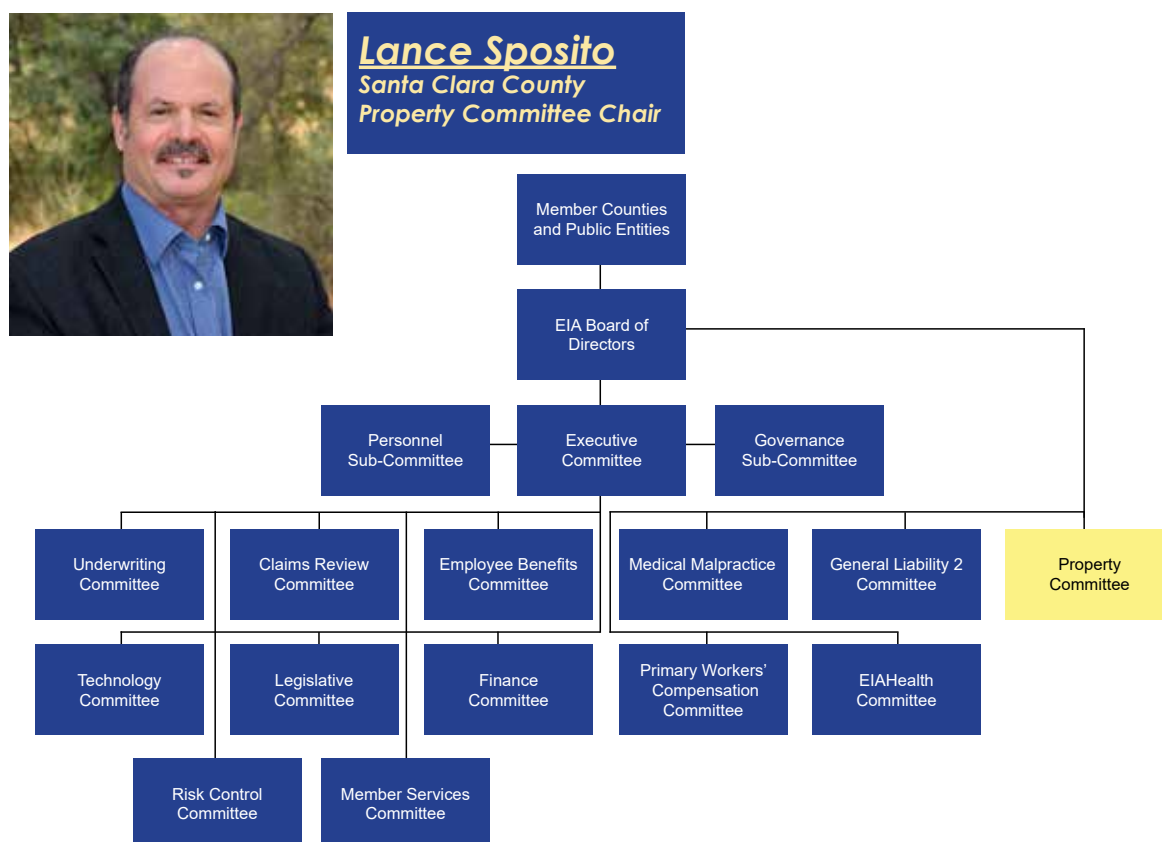 Lance Sposito
Santa Clara County
Property Committee Chair
Member Counties
and Public Entities
EIA Board of
Directors
Personnel
Sub-Committee
Executive
Committee
Governance
Sub-Committee
Underwriting
Committee
Claims Review
Committee
Employee Benefits
Committee
Medical Malpractice
Committee
General Liability 2
Committee
Property
Committee
Technology
Committee
Legislative
Committee
Finance
Committee
Primary Workers’
Compensation
Committee
EIAHealth
Committee
Risk Control
Committee
Member Services
Committee